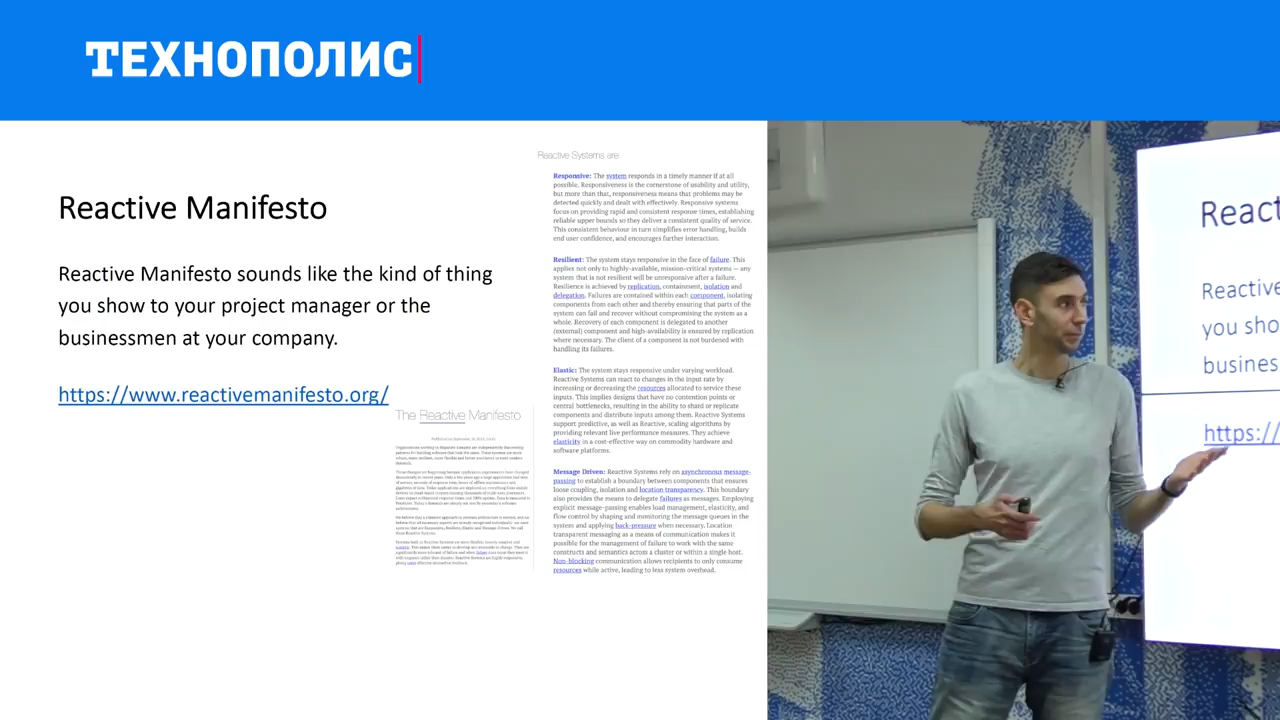 ТЕХНОПОЛИС
Reactive Manifesto
Reactive Manifesto sounds like the kind of thing
you show to your project manager or the
businessmen at your company.
https://www.reactivemanifesto.org/
The Reactive Manifesto
Reactive Systems are:
Responsive: The system responds in a timely manner if at all
possible. Responsiveness is the cornerstone of usability and utility,
but more than that, responsiveness means that problems may be
detected quickly and dealt with effectively. Responsive systems
focus on providing rapid and consistent response times, establishing
reliable upper bounds so they deliver a consistent quality of service.
This consistent behaviour in turn simplifies error handling, builds
end user confidence, and encourages further interaction.
Resilient: The system stays responsive in the face of failure. This
applies not only to highly-available, mission-critical systems — any
system that is not resilient will be unresponsive after a failure.
Resilience is achieved by replication, containment, isolation and
delegation. Failures are contained within each component, isolating
components from each other and thereby ensuring that parts of the
system can fail and recover without compromising the system as a
whole. Recovery of each component is delegated to another
(external) component and high-availability is ensured by replication
where necessary. The client of a component is not burdened with
handling its failures.
Elastic: The system stays responsive under varying workload.
Reactive Systems can react to changes in the input rate by
increasing or decreasing the resources allocated to service these
inputs. This implies designs that have no contention points or
central bottlenecks, resulting in the ability to shard or replicate
components and distribute inputs among them. Reactive Systems
support predictive, as well as Reactive, scaling algorithms by
providing relevant live performance measures. They achieve
elasticity in a cost-effective way on commodity hardware and
software platforms.
Message Driven: Reactive Systems rely on asynchronous message-
passing to establish a boundary between components that ensures
loose coupling, isolation and location transparency. This boundary
also provides the means to delegate failures as messages. Employing
explicit message-passing enables load management, elasticity, and
flow control by shaping and monitoring the message queues in the
system and applying back-pressure when necessary. Location
transparent messaging as a means of communication makes it
possible for the management of failure to work with the same
constructs and semantics across a cluster or within a single host.
Non-blocking communication allows recipients to only consume
resources while active, leading to less system overhead.
React
Reactive
you sho
busines
https://